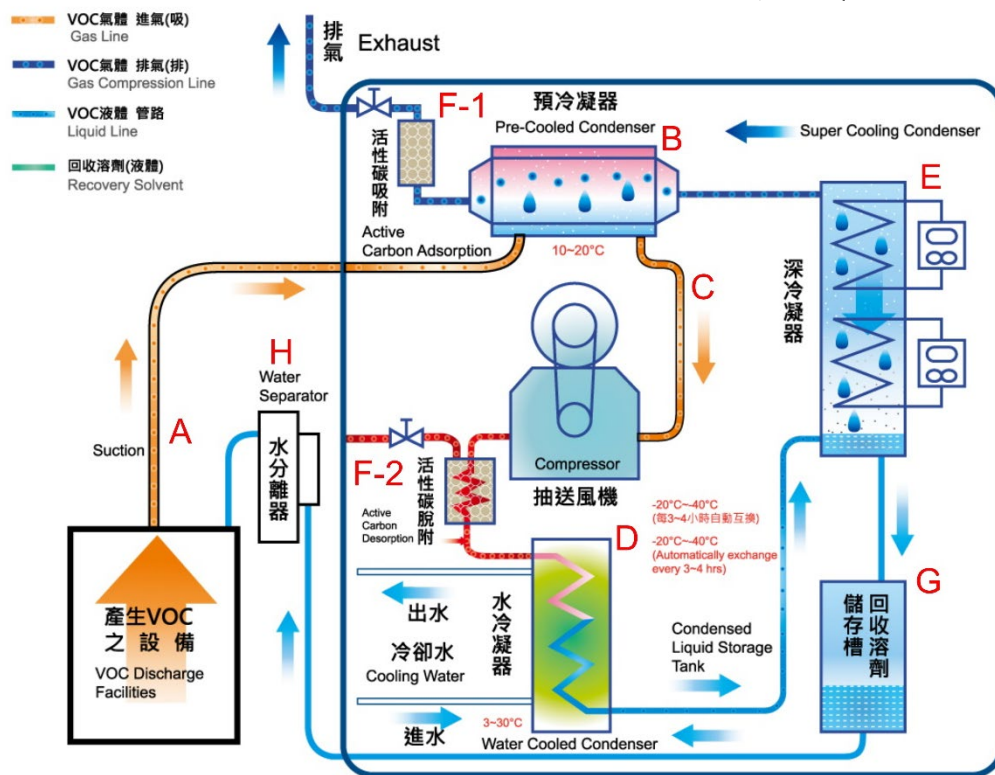 VOC氣體 進氣(吸)
Gas Line
VOC氣體 排氣(排)
Gas Compression Line
VOC液體 管路
Liquid Line
回收溶劑(液體)
Recovery Solvent
排氣
Exhaust
F-1
活性碳吸附
Active
Carbon Adsorption
預冷凝器
Pre-Cooled Condenser
B
10~20°C
Super Cooling Condenser
E
深冷凝器
C
H
Water
Separator
水分離器
A
Suction
Compressor
抽送風機
F-2
活性碳脫附
Active
Carbon
Desorption
-20°C~-40°C
(每3~4小時自動互換)
-20°C~-40°C
(Automatically exchange
every 3~4 hrs)
D
水冷凝器
出水
冷卻水
Cooling Water
進水
3~30°C
Water Cooled Condenser
Condensed
Liquid Storage
Tank
G
回收溶劑
儲存槽
產生VOC
之 設 備
VOC Discharge
Facilities